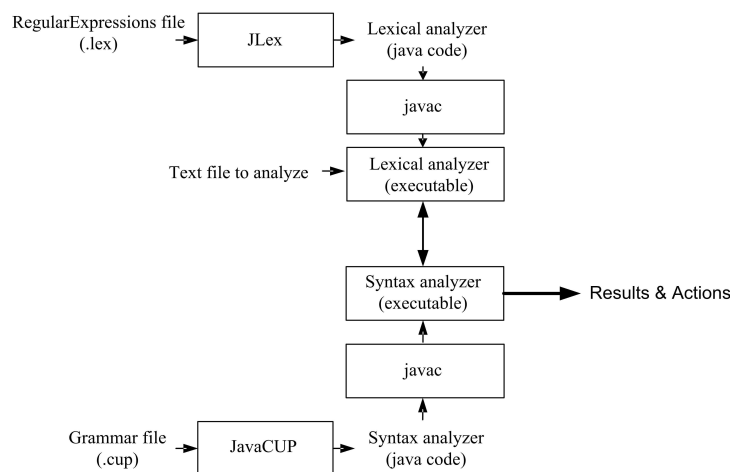 RegularExpressions file
(.lex)
JLex
Lexical analyzer
(java code)
javac
Text file to analyze
Lexical analyzer
(executable)
Syntax analyzer
(executable)
Results & Actions
javac
Grammar file
(.cup)
JavaCUP
Syntax analyzer
(java code)